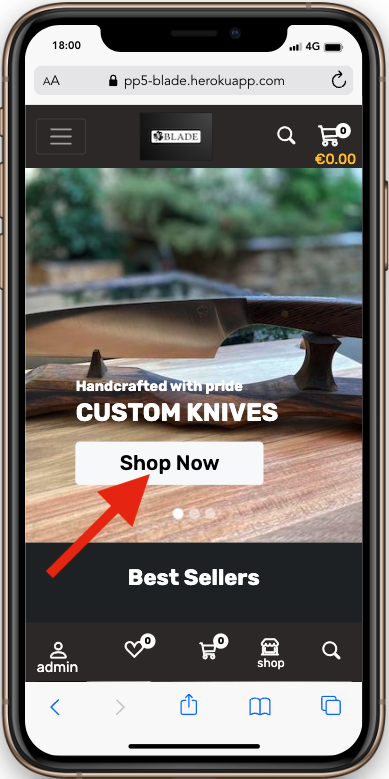 18:00
4G
AA
pp5-blade.herokuapp.com
BLADE
0
€0.00
Handcrafted with pride
CUSTOM KNIVES
Shop Now
Best Sellers
admin
0
0
shop